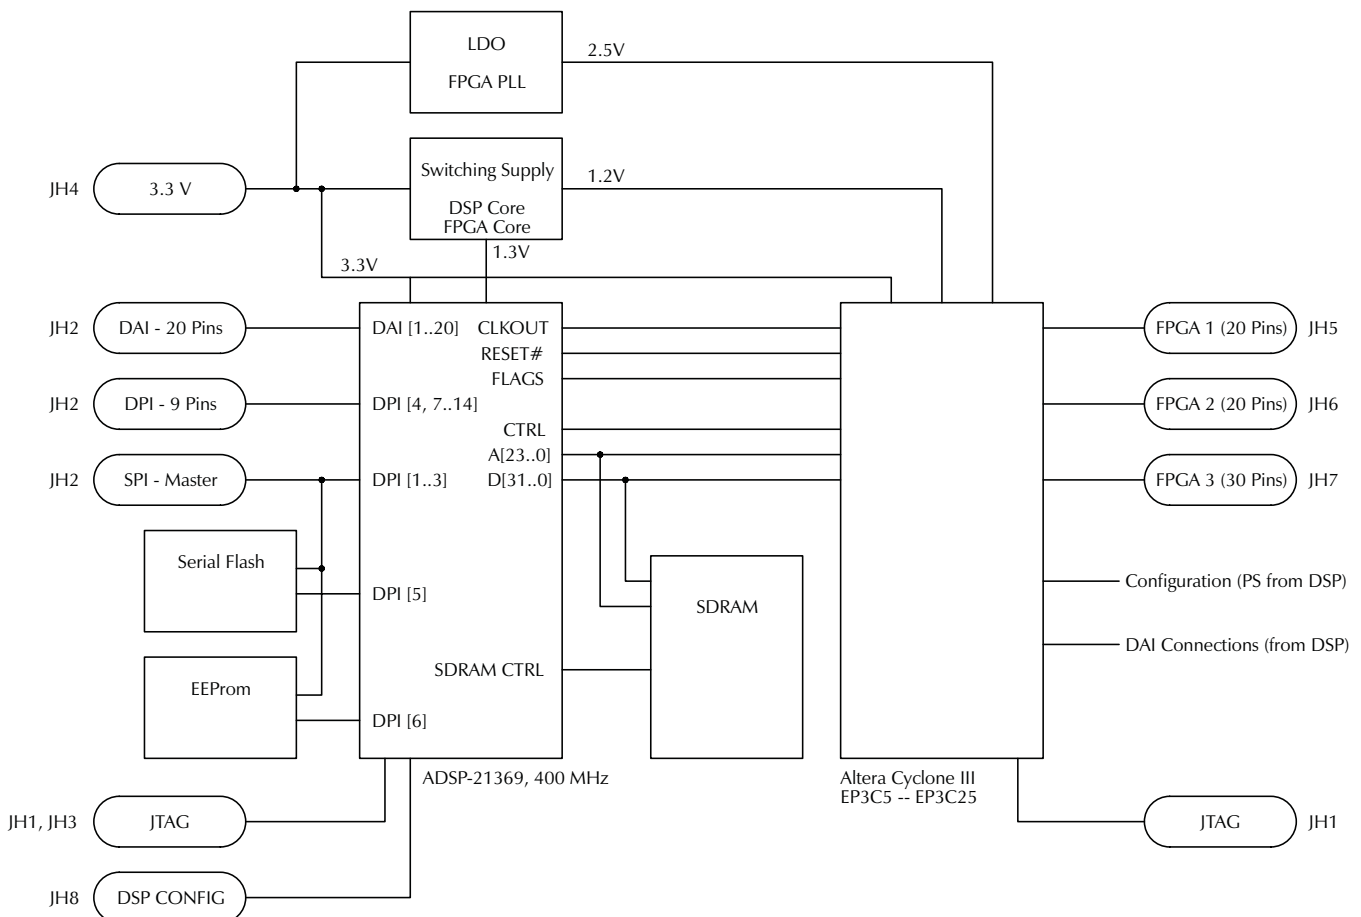 LDO
FPGA PLL
2.5V
JH4
3.3 V
Switching Supply
DSP Core
FPGA Core
1.2V
1.3V
3.3V
JH2
DAI - 20 Pins
DAI [1..20]
CLKOUT
RESET#
FLAGS
JH2
DPI - 9 Pins
DPI [4, 7..14]
CTRL
A[23..0]
JH2
SPI - Master
DPI [1..3]
D[31..0]
Serial Flash
DPI [5]
SDRAM
EEProm
SDRAM CTRL
DPI [6]
ADSP-21369, 400 MHz
FPGA 1 (20 Pins)
JH5
FPGA 2 (20 Pins)
JH6
FPGA 3 (30 Pins)
JH7
Configuration (PS from DSP)
DAI Connections (from DSP)
Altera Cyclone III
EP3C5 -- EP3C25
JH1, JH3
JTAG
JTAG
JH1
JH8
DSP CONFIG